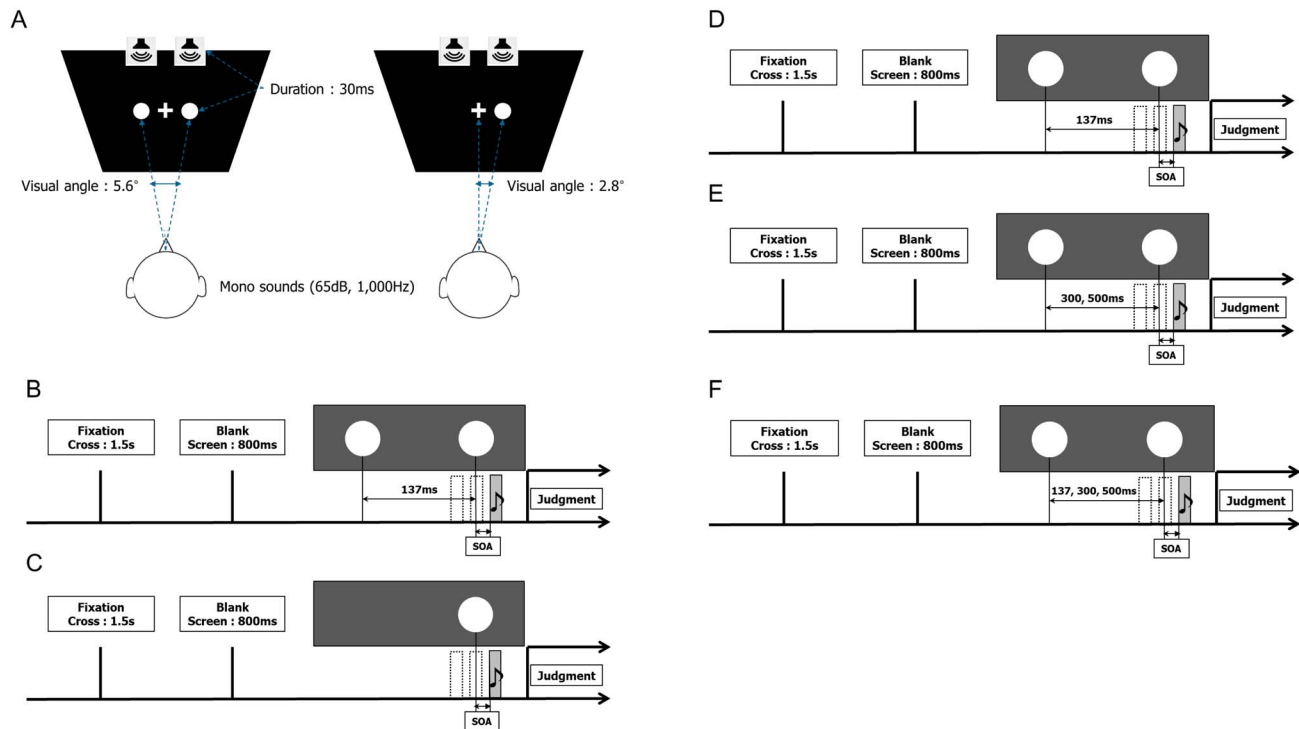 A
Duration : 30ms
Visual angle : 5.6°
Visual angle : 2.8°
Mono sounds (65dB, 1,000Hz)
B
Fixation
Cross : 1.5s
Blank
Screen : 800ms
137ms
Judgment
SOA
C
Fixation
Cross : 1.5s
Blank
Screen : 800ms
Judgment
SOA
D
Fixation
Cross : 1.5s
Blank
Screen : 800ms
137ms
Judgment
SOA
E
Fixation
Cross : 1.5s
Blank
Screen : 800ms
300, 500ms
Judgment
SOA
F
Fixation
Cross : 1.5s
Blank
Screen : 800ms
137, 300, 500ms
Judgment
SOA